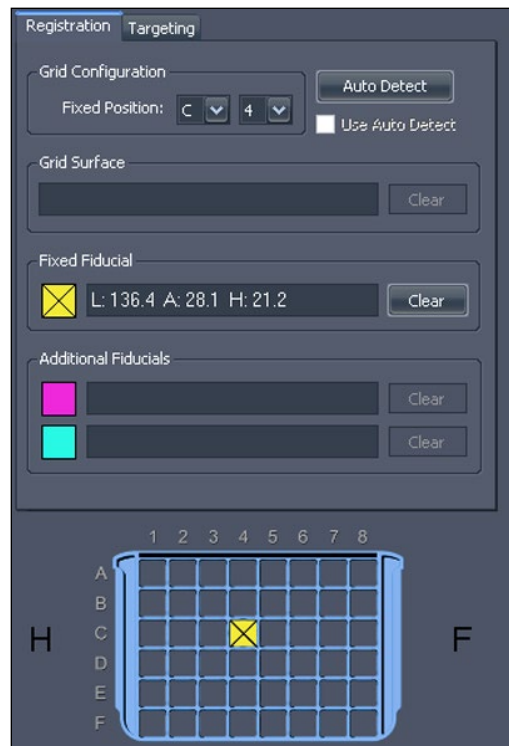 Registration Targeting
Grid Configuration
Fixed Position: C 4
Auto Detect
Use Auto Detect
Grid Surface
Clear
Fixed Fiducial
L: 136.4 A: 28.1 H: 21.2 Clear
Additional Fiducials
Clear
Clear
1 2 3 4 5 6 7 8
A
B
C
D
E
F
H
F